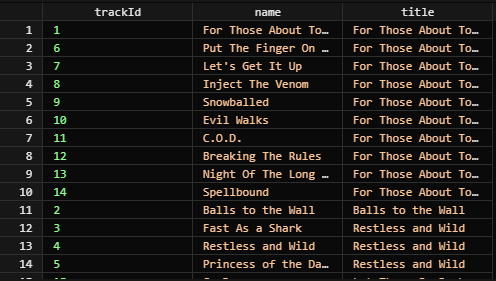 trackId name title
1 1 For Those About To… For Those About To…
2 6 Put The Finger On … For Those About To…
3 7 Let's Get It Up For Those About To…
4 8 Inject The Venom For Those About To…
5 9 Snowballed For Those About To…
6 10 Evil Walks For Those About To…
7 11 C.O.D. For Those About To…
8 12 Breaking The Rules For Those About To…
9 13 Night Of The Long … For Those About To…
10 14 Spellbound For Those About To…
11 2 Balls to the Wall Balls to the Wall
12 3 Fast As a Shark Restless and Wild
13 4 Restless and Wild Restless and Wild
14 5 Princess of the Da… Restless and Wild